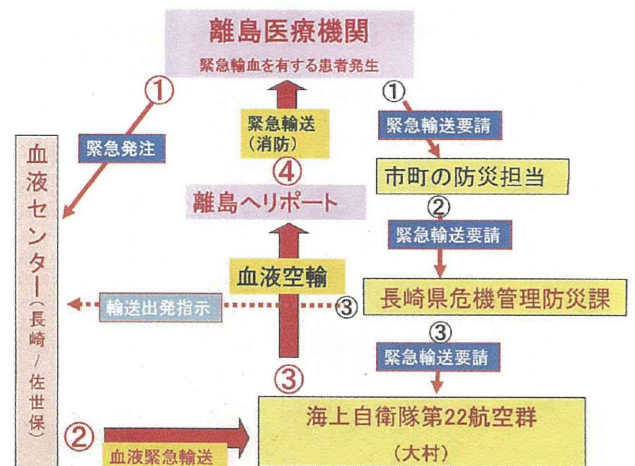 離島医療機関
緊急輸血を有する患者発生
①
①
緊急発注
緊急輸送
(消防)
緊急輸送要請
④
市町の防災担当
②
離島ヘリポート
緊急輸送要請
血液センター(長崎/佐世保)
血液空輸
輸送出発指示
③
長崎県危機管理防災課
③
緊急輸送要請
③
海上自衛隊第22航空群
(大村)
②
血液緊急輸送